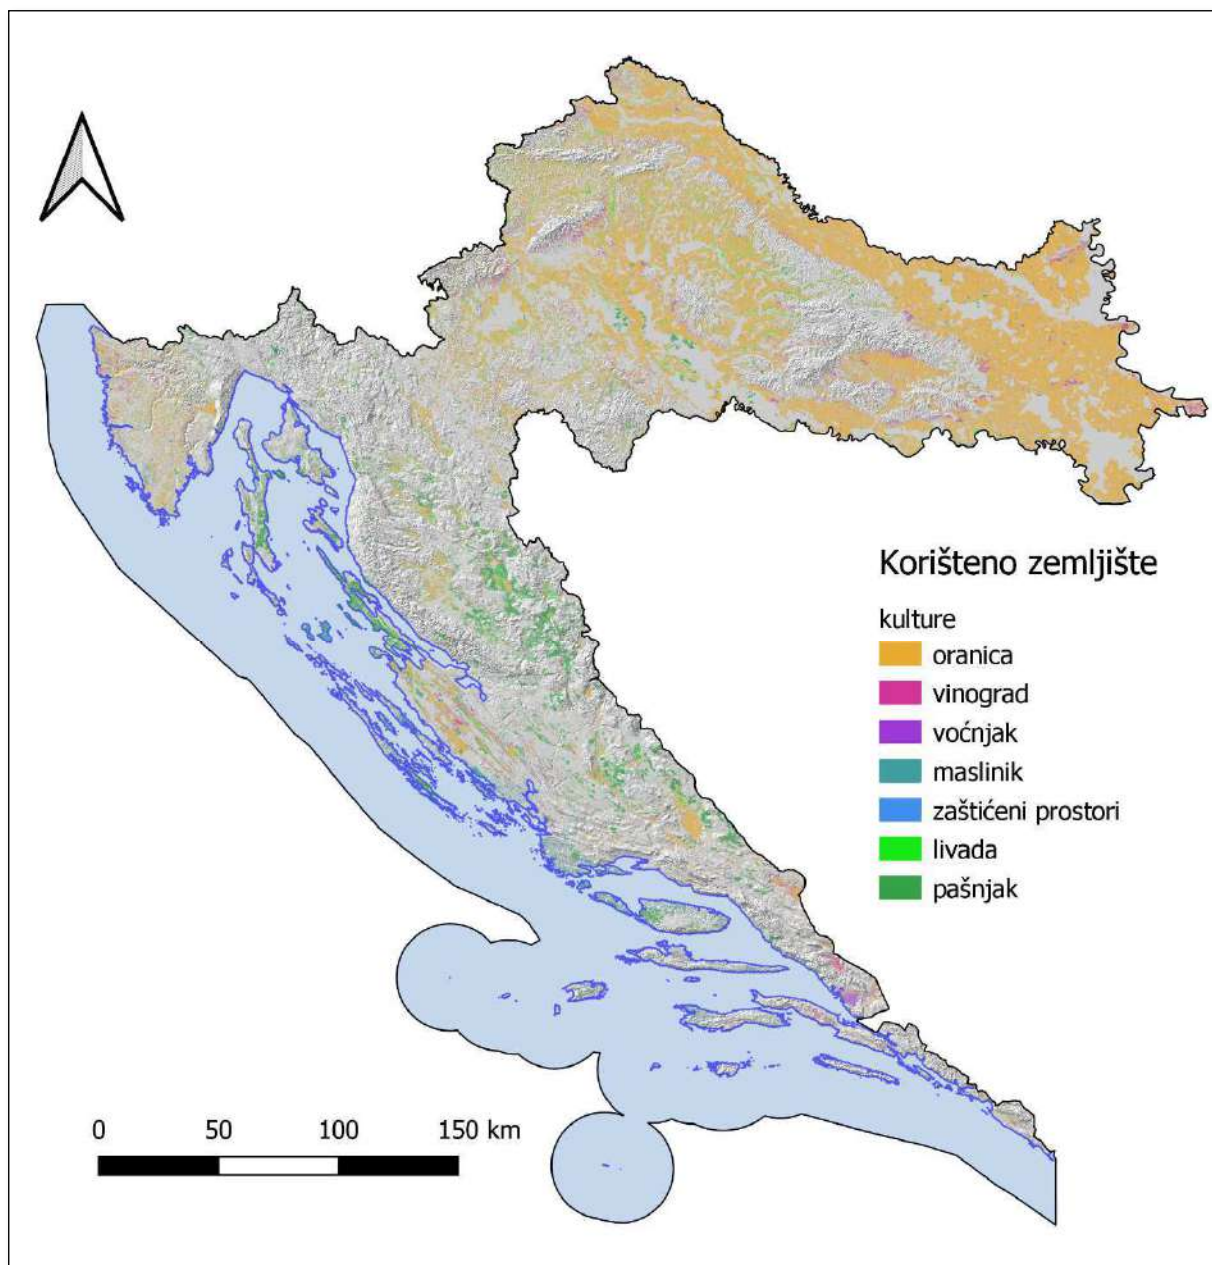 Korišteno zemljište
kulture
oranica
vinograd
voćnjak
maslinik
zaštićeni prostori
livada
pašnjak
0 50 100 150 km